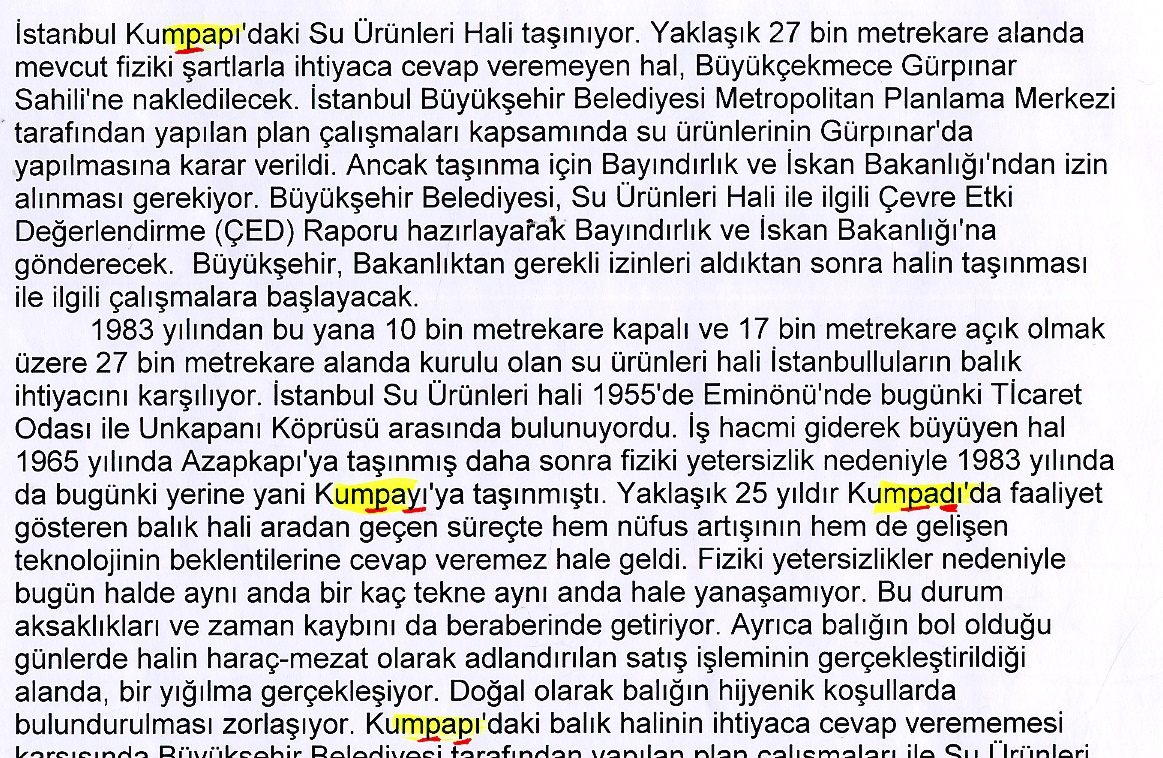 İstanbul Kumpapı'daki Su Ürünleri Hali taşınıyor. Yaklaşık 27 bin metrekare alanda
mevcut fiziki şartlarla ihtiyaca cevap veremeyen hal, Büyükçekmece Gürpınar
Sahili'ne nakledilecek. İstanbul Büyükşehir Belediyesi Metropolitan Planlama Merkezi
tarafından yapılan plan çalışmaları kapsamında su ürünlerinin Gürpınar'da
yapılmasına karar verildi. Ancak taşınma için Bayındırlık ve İskan Bakanlığı'ndan izin
alınması gerekiyor. Büyükşehir Belediyesi, Su Ürünleri Hali ile ilgili Çevre Etki
Değerlendirme (ÇED) Raporu hazırlayarak Bayındırlık ve İskan Bakanlığı'na
gönderecek. Büyükşehir, Bakanlıktan gerekli izinleri aldıktan sonra halin taşınması
ile ilgili çalışmalara başlayacak.
1983 yılından bu yana 10 bin metrekare kapalı ve 17 bin metrekare açık olmak
üzere 27 bin metrekare alanda kurulu olan su ürünleri hali İstanbulluların balık
ihtiyacını karşılıyor. İstanbul Su Ürünleri hali 1955'de Eminönü'nde bugünki Tİcaret
Odası ile Unkapanı Köprüsü arasında bulunuyordu. İş hacmi giderek büyüyen hal
1965 yılında Azapkapı'ya taşınmış daha sonra fiziki yetersizlik nedeniyle 1983 yılında
da bugünki yerine yani Kumpayı'ya taşınmıştı. Yaklaşık 25 yıldır Kumpadı'da faaliyet
gösteren balık hali aradan geçen süreçte hem nüfus artışının hem de gelişen
teknolojinin beklentilerine cevap veremez hale geldi. Fiziki yetersizlikler nedeniyle
bugün halde aynı anda bir kaç tekne aynı anda hale yanaşamıyor. Bu durum
aksaklıkları ve zaman kaybını da beraberinde getiriyor. Ayrıca balığın bol olduğu
günlerde halin haraç-mezat olarak adlandırılan satış işleminin gerçekleştirildiği
alanda, bir yığılma gerçekleşiyor. Doğal olarak balığın hijyenik koşullarda
bulundurulması zorlaşıyor. Kumpapı'daki balık halinin ihtiyaca cevap verememesi
karşısında Büyükşehir Belediyesi tarafından yapılan plan çalışmaları ile Su Ürünleri